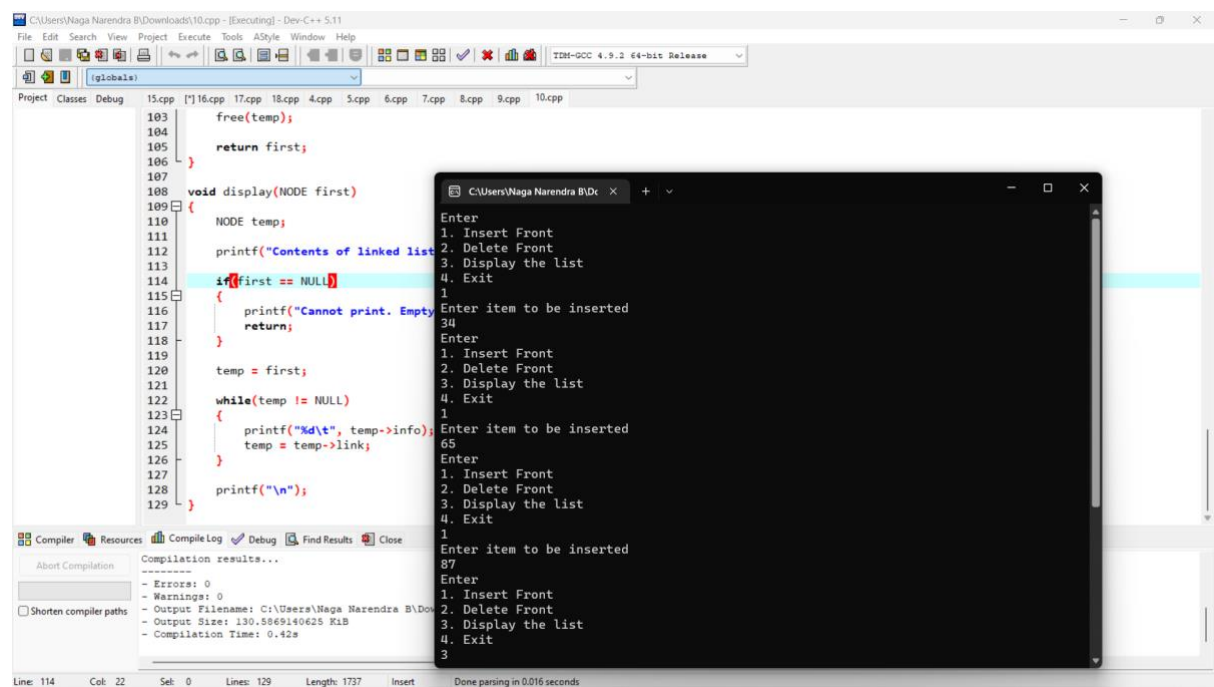 C:\Users\Naga Narendra B\Downloads\10.cpp - [Executing] - Dev-C++ 5.11
File Edit Search View Project Execute Tools AStyle Window Help
TDM-GCC 4.9.2 64-bit Release
(globals)
Project Classes Debug
15.cpp [*] 16.cpp 17.cpp 18.cpp 4.cpp 5.cpp 6.cpp 7.cpp 8.cpp 9.cpp 10.cpp
103 free(temp);
104
105 return first;
106 }
107
108 void display(NODE first)
109 {
110 NODE temp;
111
112 printf("Contents of linked list
113
114 if(first == NULL)
115 {
116 printf("Cannot print. Empty
117 return;
118 }
119
120 temp = first;
121
122 while(temp != NULL)
123 {
124 printf("%d\t", temp->info);
125 temp = temp->link;
126 }
127
128 printf("\n");
129 }
C:\Users\Naga Narendra B\Dc
Enter
1. Insert Front
2. Delete Front
3. Display the list
4. Exit
1
Enter item to be inserted
34
Enter
1. Insert Front
2. Delete Front
3. Display the list
4. Exit
1
Enter item to be inserted
65
Enter
1. Insert Front
2. Delete Front
3. Display the list
4. Exit
1
Enter item to be inserted
87
Enter
1. Insert Front
2. Delete Front
3. Display the list
4. Exit
3
Compiler Resources Compile Log Debug Find Results Close
Abort Compilation
Shorten compiler paths
Compilation results...
--------
- Errors: 0
- Warnings: 0
- Output Filename: C:\Users\Naga Narendra B\Dow
- Output Size: 130.5869140625 KiB
- Compilation Time: 0.42s
Line: 114 Col: 22 Sel: 0 Lines: 129 Length: 1737 Insert Done parsing in 0.016 seconds